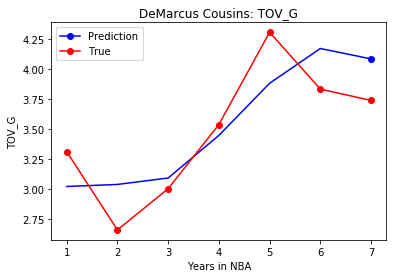 DeMarcus Cousins: TOV_G
Prediction
True
4.25
4.00
3.75
3.50
3.25
3.00
2.75
TOV_G
1 2 3 4 5 6 7
Years in NBA